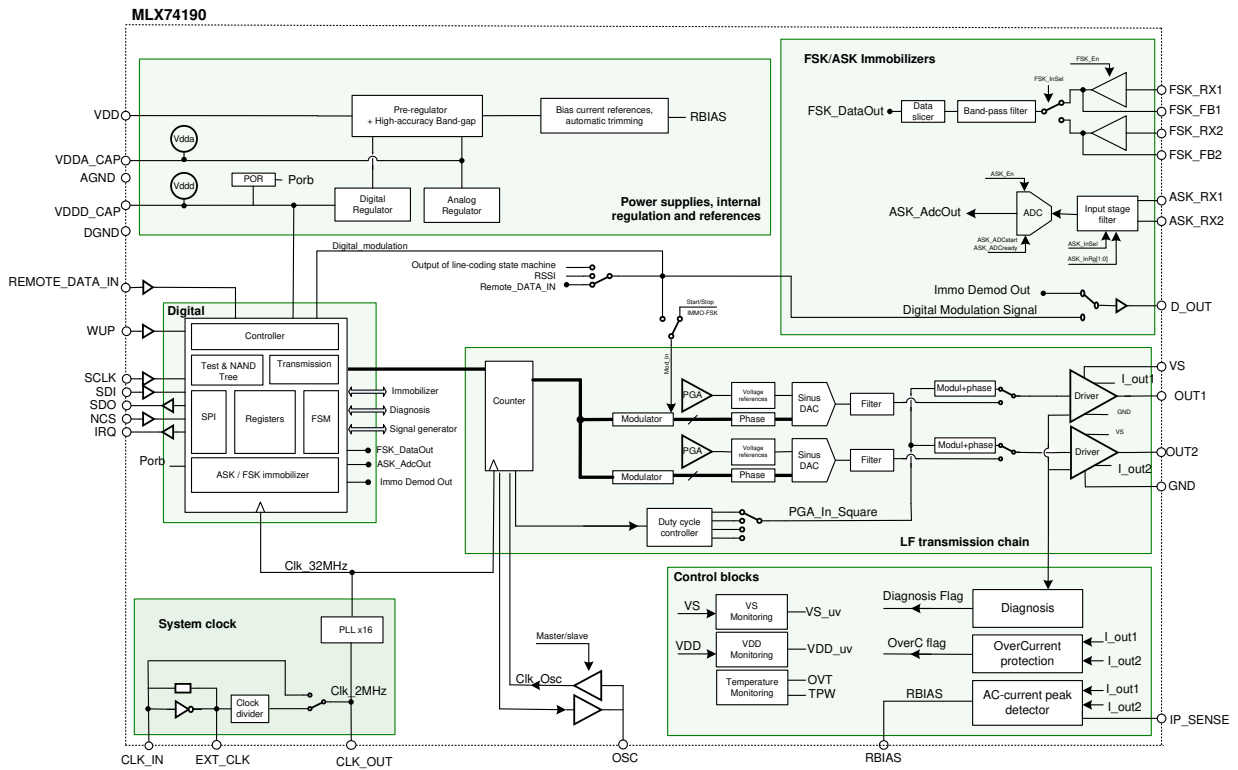 MLX74190
VDD
VDDA_CAP
AGND
VDDD_CAP
DGND
REMOTE_DATA_IN
WUP
SCLK
SDI
SDO
NCS
IRQ
Vdda
Vddd
POR
Porb
Pre-regulator
+ High-accuracy Band-gap
Bias current references,
automatic trimming
RBIAS
Digital
Regulator
Analog
Regulator
Power supplies, internal
regulation and references
FSK/ASK Immobilizers
FSK_En
FSK_InSel
FSK_DataOut
Data
slicer
Band-pass filter
FSK_RX1
FSK_FB1
FSK_RX2
FSK_FB2
ASK_En
ASK_AdcOut
ADC
Input stage
filter
ASK_ADCstart
ASK_ADCready
ASK_InSel
ASK_InRg[1:0]
ASK_RX1
ASK_RX2
Immo Demod Out
Digital Modulation Signal
D_OUT
Digital_modulation
Output of line-coding state machine
RSSI
Remote_DATA_IN
Start/Stop
IMMO-FSK
Mod_In
Digital
Controller
Test & NAND
Tree
Transmission
SPI
Registers
FSM
ASK / FSK immobilizer
Porb
Immobilizer
Diagnosis
Signal generator
FSK_DataOut
ASK_AdcOut
Immo Demod Out
Counter
Modulator
PGA
Voltage
references
Phase
Sinus
DAC
Filter
Modul+phase
Driver
VS
I_out1
OUT1
GND
Modulator
PGA
Voltage
references
Phase
Sinus
DAC
Filter
Modul+phase
Driver
VS
OUT2
I_out2
GND
Duty cycle
controller
PGA_In_Square
LF transmission chain
Clk_32MHz
System clock
PLL x16
Clk_2MHz
Clock
divider
CLK_IN
EXT_CLK
CLK_OUT
Master/slave
Clk_Osc
OSC
Control blocks
VS
VS
Monitoring
VS_uv
VDD
VDD
Monitoring
VDD_uv
Temperature
Monitoring
OVT
TPW
Diagnosis Flag
Diagnosis
OverC flag
OverCurrent
protection
I_out1
I_out2
RBIAS
AC-current peak
detector
I_out1
I_out2
IP_SENSE
RBIAS